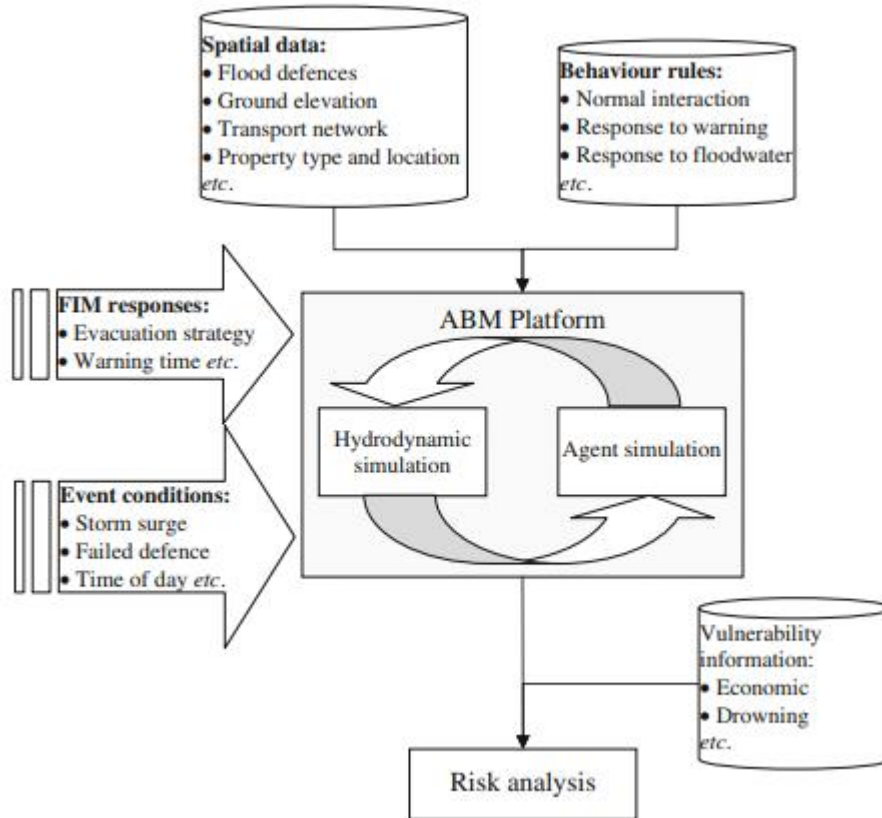 Spatial data:
• Flood defences
• Ground elevation
• Transport network
• Property type and location
etc.
Behaviour rules:
• Normal interaction
• Response to warning
• Response to floodwater
etc.
FIM responses:
• Evacuation strategy
• Warning time etc.
ABM Platform
Hydrodynamic
simulation
Agent simulation
Event conditions:
• Storm surge
• Failed defence
• Time of day etc.
Vulnerability
information:
• Economic
• Drowning
etc.
Risk analysis